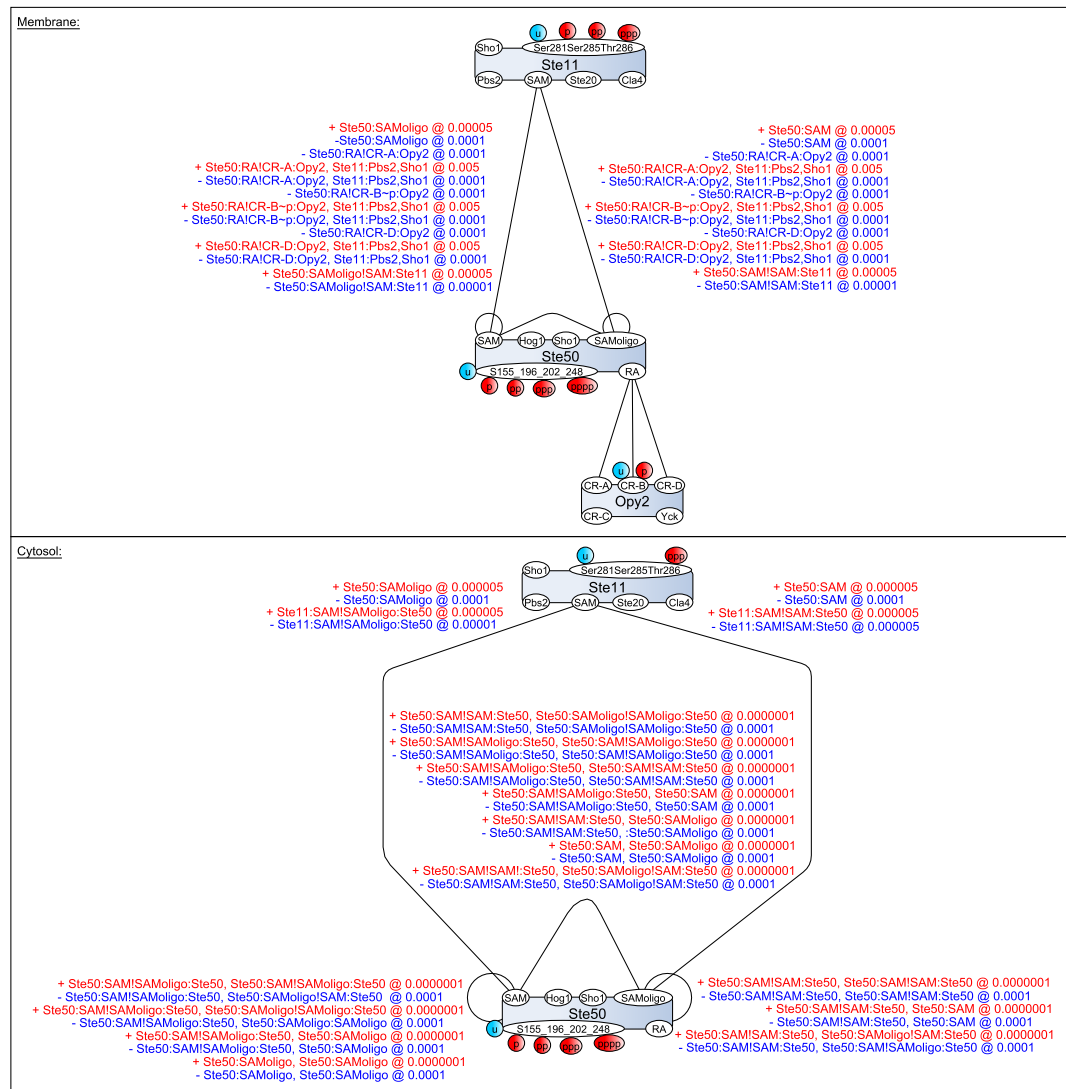 Membrane:
u
p
pp
ppp
Sho1
Ser281Ser285Thr286
Ste11
Pbs2
SAM
Ste20
Cla4
+ Ste50:SAMoligo @ 0.00005
-Ste50:SAMoligo @ 0.0001
- Ste50:RA!CR-A:Opy2 @ 0.0001
+ Ste50:RA!CR-A:Opy2, Ste11:Pbs2,Sho1 @ 0.005
- Ste50:RA!CR-A:Opy2, Ste11:Pbs2,Sho1 @ 0.0001
- Ste50:RA!CR-B~p:Opy2 @ 0.0001
+ Ste50:RA!CR-B~p:Opy2, Ste11:Pbs2,Sho1 @ 0.005
- Ste50:RA!CR-B~p:Opy2, Ste11:Pbs2,Sho1 @ 0.0001
- Ste50:RA!CR-D:Opy2 @ 0.0001
+ Ste50:RA!CR-D:Opy2, Ste11:Pbs2,Sho1 @ 0.005
- Ste50:RA!CR-D:Opy2, Ste11:Pbs2,Sho1 @ 0.0001
+ Ste50:SAMoligo!SAM:Ste11 @ 0.00005
- Ste50:SAMoligo!SAM:Ste11 @ 0.00001
+ Ste50:SAM @ 0.00005
- Ste50:SAM @ 0.0001
- Ste50:RA!CR-A:Opy2 @ 0.0001
+ Ste50:RA!CR-A:Opy2, Ste11:Pbs2,Sho1 @ 0.005
- Ste50:RA!CR-A:Opy2, Ste11:Pbs2,Sho1 @ 0.0001
- Ste50:RA!CR-B~p:Opy2 @ 0.0001
+ Ste50:RA!CR-B~p:Opy2, Ste11:Pbs2,Sho1 @ 0.005
- Ste50:RA!CR-B~p:Opy2, Ste11:Pbs2,Sho1 @ 0.0001
- Ste50:RA!CR-D:Opy2 @ 0.0001
+ Ste50:RA!CR-D:Opy2, Ste11:Pbs2,Sho1 @ 0.005
- Ste50:RA!CR-D:Opy2, Ste11:Pbs2,Sho1 @ 0.0001
+ Ste50:SAM!SAM:Ste11 @ 0.00005
- Ste50:SAM!SAM:Ste11 @ 0.00001
SAM
Hog1
Sho1
SAMoligo
Ste50
u
S155_196_202_248
RA
p
pp
ppp
pppp
u
p
CR-A
CR-B
CR-D
Opy2
CR-C
Yck
Cytosol:
u
ppp
Sho1
Ser281Ser285Thr286
Ste11
Pbs2
SAM
Ste20
Cla4
+ Ste50:SAMoligo @ 0.000005
- Ste50:SAMoligo @ 0.0001
+ Ste11:SAM!SAMoligo:Ste50 @ 0.000005
- Ste11:SAM!SAMoligo:Ste50 @ 0.00001
+ Ste50:SAM @ 0.000005
- Ste50:SAM @ 0.0001
+ Ste11:SAM!SAM:Ste50 @ 0.000005
- Ste11:SAM!SAM:Ste50 @ 0.000005
+ Ste50:SAM!SAM:Ste50, Ste50:SAMoligo!SAMoligo:Ste50 @ 0.0000001
- Ste50:SAM!SAM:Ste50, Ste50:SAMoligo!SAMoligo:Ste50 @ 0.0001
+ Ste50:SAM!SAMoligo:Ste50, Ste50:SAM!SAMoligo:Ste50 @ 0.0000001
- Ste50:SAM!SAMoligo:Ste50, Ste50:SAM!SAMoligo:Ste50 @ 0.0001
+ Ste50:SAM!SAMoligo:Ste50, Ste50:SAM!SAM:Ste50 @ 0.0000001
- Ste50:SAM!SAMoligo:Ste50, Ste50:SAM!SAM:Ste50 @ 0.0001
+ Ste50:SAM!SAMoligo:Ste50, Ste50:SAM @ 0.0000001
- Ste50:SAM!SAMoligo:Ste50, Ste50:SAM @ 0.0001
+ Ste50:SAM!SAM:Ste50, Ste50:SAMoligo @ 0.0000001
- Ste50:SAM!SAM:Ste50, :Ste50:SAMoligo @ 0.0001
+ Ste50:SAM, Ste50:SAMoligo @ 0.0000001
- Ste50:SAM, Ste50:SAMoligo @ 0.0001
+ Ste50:SAM!SAM!:Ste50, Ste50:SAMoligo!SAM:Ste50 @ 0.0000001
- Ste50:SAM!SAM:Ste50, Ste50:SAMoligo!SAM:Ste50 @ 0.0001
+ Ste50:SAM!SAMoligo:Ste50, Ste50:SAM!SAMoligo:Ste50 @ 0.0000001
- Ste50:SAM!SAMoligo:Ste50, Ste50:SAMoligo!SAM:Ste50 @ 0.0001
+ Ste50:SAM!SAMoligo:Ste50, Ste50:SAMoligo!SAMoligo:Ste50 @ 0.0000001
- Ste50:SAM!SAMoligo:Ste50, Ste50:SAMoligo:SAMoligo @ 0.0001
+ Ste50:SAM!SAMoligo:Ste50, Ste50:SAMoligo @ 0.0000001
- Ste50:SAM!SAMoligo:Ste50, Ste50:SAMoligo @ 0.0001
+ Ste50:SAMoligo, Ste50:SAMoligo @ 0.0000001
- Ste50:SAMoligo, Ste50:SAMoligo @ 0.0001
SAM
Hog1
Sho1
SAMoligo
Ste50
u
S155_196_202_248
RA
p
pp
ppp
pppp
+ Ste50:SAM!SAM:Ste50, Ste50:SAM!SAM:Ste50 @ 0.0000001
- Ste50:SAM!SAM:Ste50, Ste50:SAM!SAM:Ste50 @ 0.0001
+ Ste50:SAM!SAM:Ste50, Ste50:SAM @ 0.0000001
- Ste50:SAM!SAM:Ste50, Ste50:SAM @ 0.0001
+ Ste50:SAM!SAM:Ste50, Ste50:SAMoligo!SAM:Ste50 @ 0.0000001
- Ste50:SAM!SAM:Ste50, Ste50:SAM!SAMoligo:Ste50 @ 0.0001